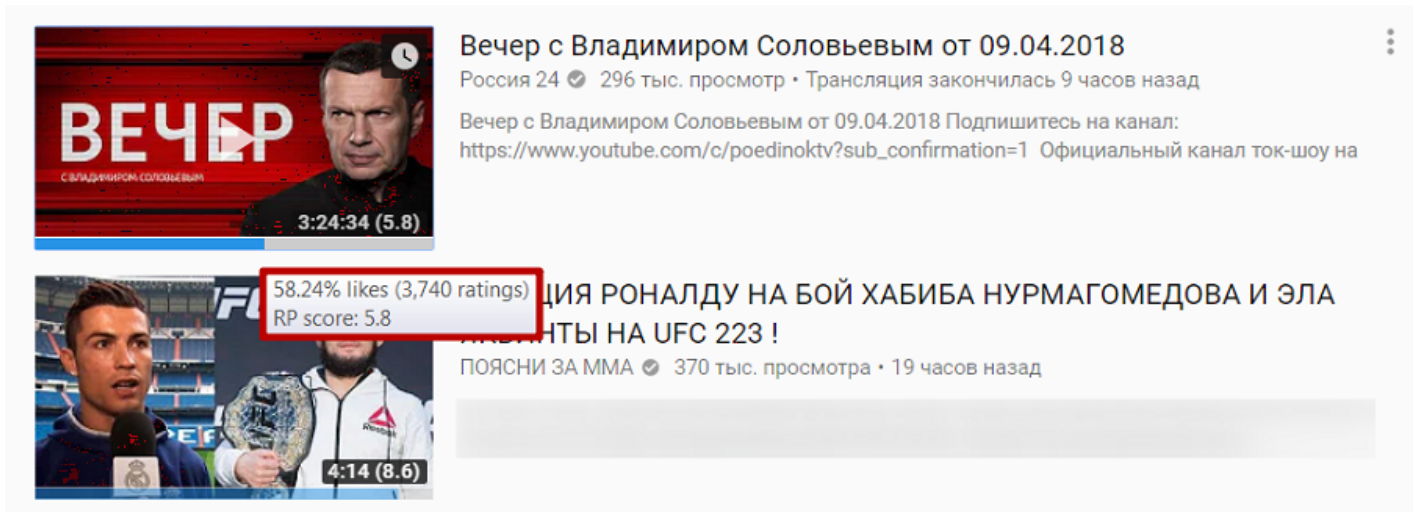 ВЕЧЕР
С ВЛАДИМИРОМ СОЛОВЬЕВЫМ
3:24:34 (5.8)
Вечер с Владимиром Соловьевым от 09.04.2018
Россия 24 296 тыс. просмотр • Трансляция закончилась 9 часов назад
Вечер с Владимиром Соловьевым от 09.04.2018 Подпишитесь на канал:
https://www.youtube.com/c/poedinoktv?sub_confirmation=1 Официальный канал ток-шоу на
58.24% likes (3,740 ratings)
RP score: 5.8
UFC
Reebok
4:14 (8.6)
ЦИЯ РОНАЛДУ НА БОЙ ХАБИБА НУРМАГОМЕДОВА И ЭЛА
НА UFC 223 !
ПОЯСНИ ЗА ММА 370 тыс. просмотра • 19 часов назад